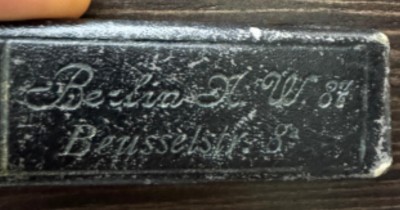 Berlin N.W. 87
Beusselstr. 8